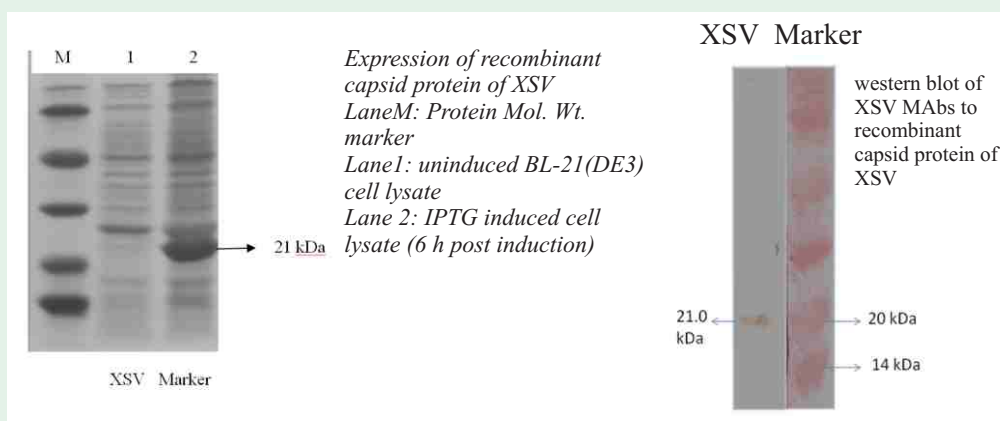 M 1 2
21 kDa
XSV Marker
Expression of recombinant
capsid protein of XSV
LaneM: Protein Mol. Wt.
marker
Lane1: uninduced BL-21(DE3)
cell lysate
Lane 2: IPTG induced cell
lysate (6 h post induction)
XSV Marker
21.0
kDa
20 kDa
14 kDa
western blot of
XSV MAbs to
recombinant
capsid protein of
XSV